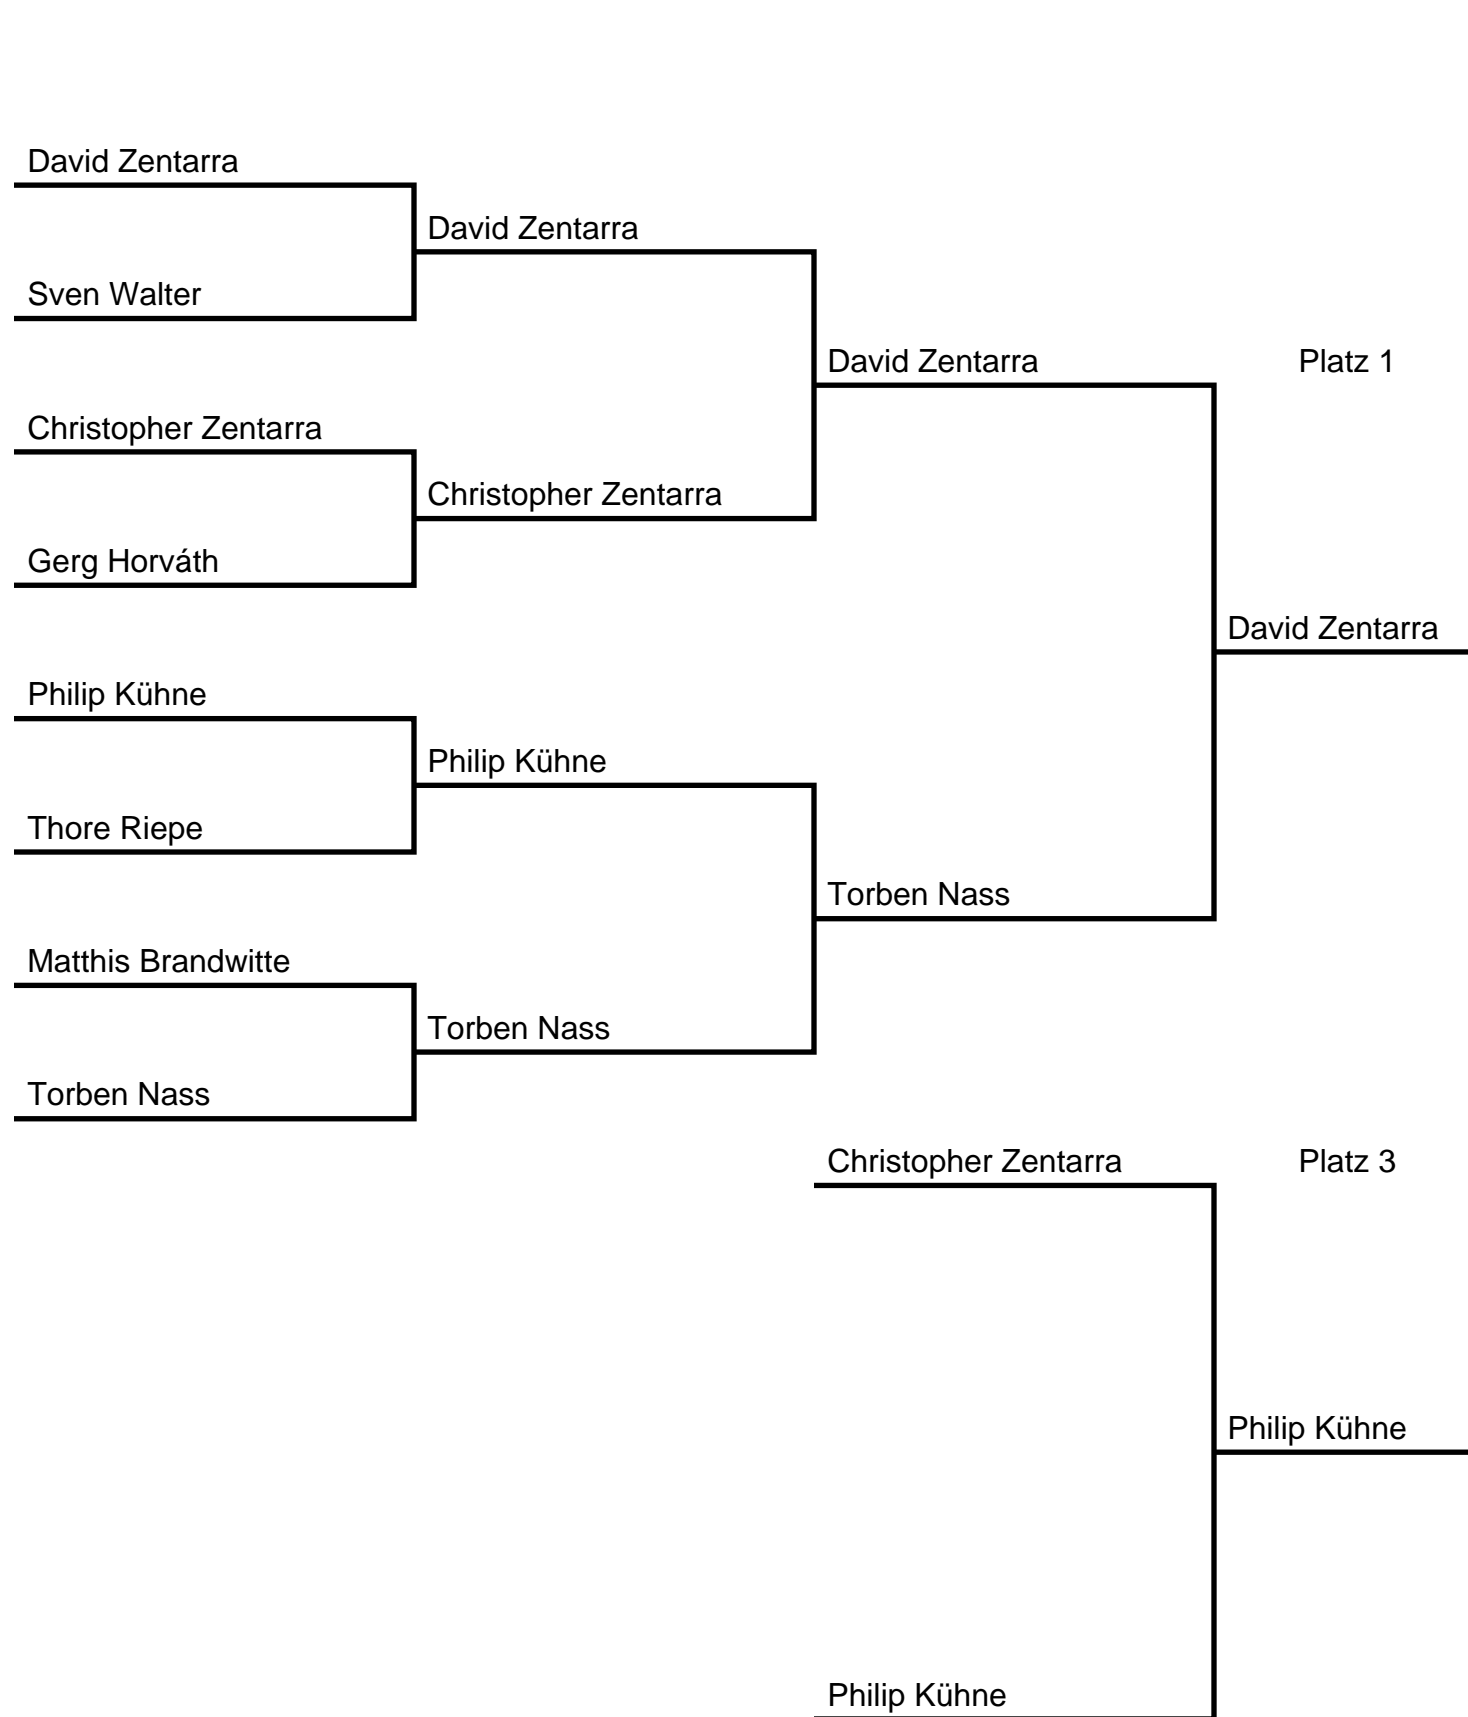 David Zentarra
David Zentarra
Sven Walter
David Zentarra
Platz 1
Christopher Zentarra
Christopher Zentarra
Gerg Horváth
David Zentarra
Philip Kühne
Philip Kühne
Thore Riepe
Torben Nass
Matthis Brandwitte
Torben Nass
Torben Nass
Christopher Zentarra
Platz 3
Philip Kühne
Philip Kühne